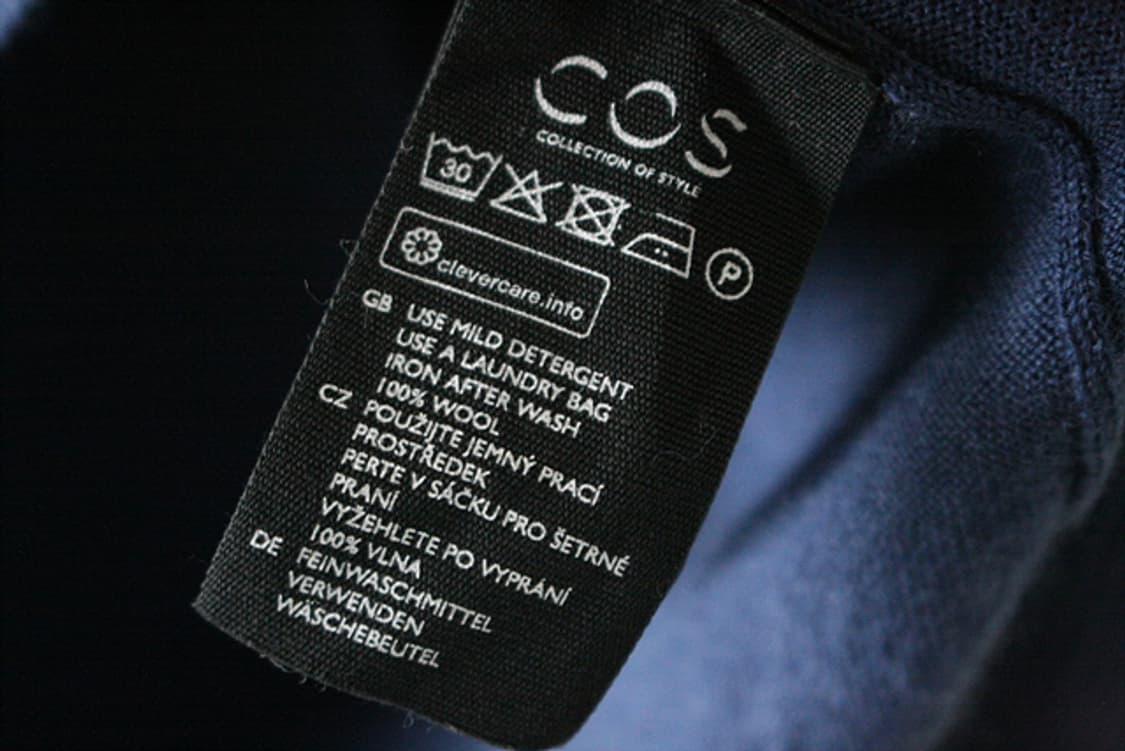 COS
COLLECTION OF STYLE
30
P
clevercare.info
GB USE MILD DETERGENT
USE A LAUNDRY BAG
IRON AFTER WASH
100% WOOL
CZ POUŽIJTE JEMNÝ PRACÍ
PROSTŘEDEK
PERTE V SÁČKU PRO ŠETRNÉ
PRANÍ
VYŽEHLETE PO VYPRÁNÍ
100% VLNA
DE FEINWASCHMITTEL
VERWENDEN
WÄSCHEBEUTEL